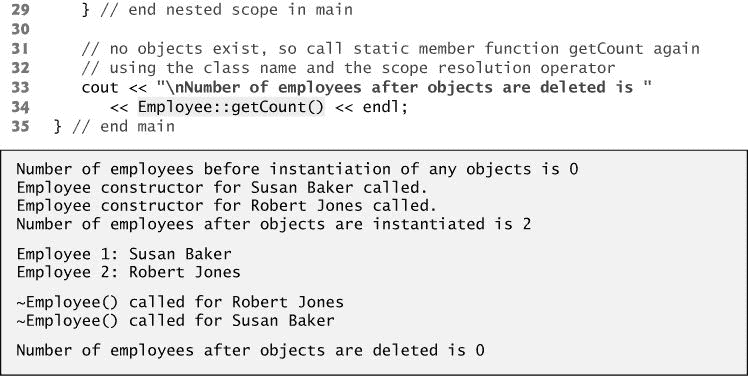 29 } // end nested scope in main
30
31 // no objects exist, so call static member function getCount again
32 // using the class name and the scope resolution operator
33 cout << "\nNumber of employees after objects are deleted is "
34 << Employee::getCount() << endl;
35 } // end main
Number of employees before instantiation of any objects is 0
Employee constructor for Susan Baker called.
Employee constructor for Robert Jones called.
Number of employees after objects are instantiated is 2
Employee 1: Susan Baker
Employee 2: Robert Jones
~Employee() called for Robert Jones
~Employee() called for Susan Baker
Number of employees after objects are deleted is 0